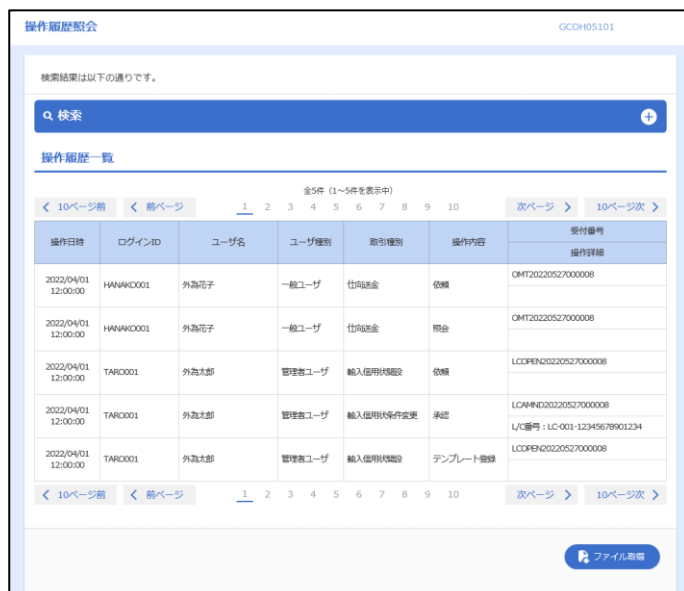 操作履歴照会
GCOH05101
検索結果は以下の通りです。
検索
操作履歴一覧
全5件（1～5件を表示中）
10ページ前 前ページ 1 2 3 4 5 6 7 8 9 10 次ページ 10ページ次
操作日時 ログインID ユーザ名 ユーザ種別 取引種別 操作内容 受付番号
操作詳細
2022/04/01 12:00:00 HANAKO001 外為花子 一般ユーザ 仕向送金 依頼 OMT20220527000008
2022/04/01 12:00:00 HANAKO001 外為花子 一般ユーザ 仕向送金 照会 OMT20220527000008
2022/04/01 12:00:00 TARO001 外為太郎 管理者ユーザ 輸入信用状開設 依頼 LCOPEN20220527000008
2022/04/01 12:00:00 TARO001 外為太郎 管理者ユーザ 輸入信用状条件変更 承認 LCAMND20220527000008
L/C番号：LC-001-12345678901234
2022/04/01 12:00:00 TARO001 外為太郎 管理者ユーザ 輸入信用状開設 テンプレート登録 LCOPEN20220527000008
10ページ前 前ページ 1 2 3 4 5 6 7 8 9 10 次ページ 10ページ次
ファイル取得